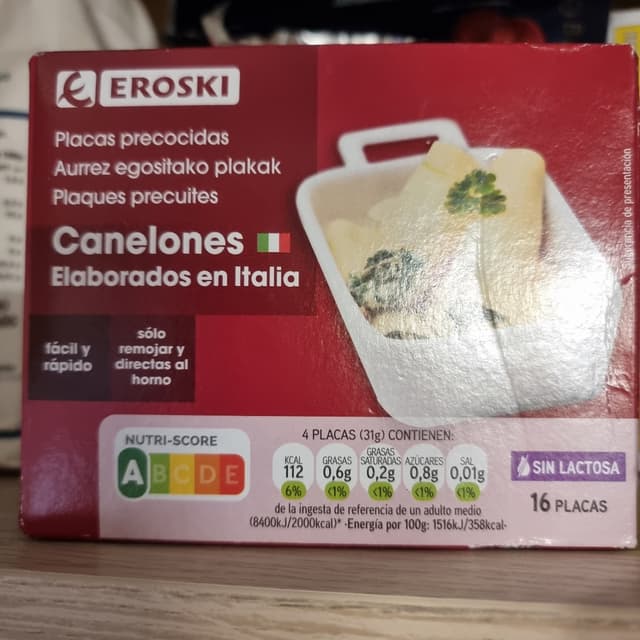 EROSKI
Placas precocidas
Aurrez egositako plakak
Plaques precuites
Canelones
Elaborados en Italia
fácil y
rápido
sólo
remojar y
directas al
horno
NUTRI-SCORE
A B C D E
4 PLACAS (31g) CONTIENEN:
KCAL
112
6%
GRASAS
0,6g
<1%
GRASAS
SATURADAS
0,2g
<1%
AZÚCARES
0,8g
<1%
SAL
0,01g
<1%
de la ingesta de referencia de un adulto medio
(8400kJ/2000kcal)* ·Energía por 100g: 1516kJ/358kcal·
SIN LACTOSA
16 PLACAS
de presentación